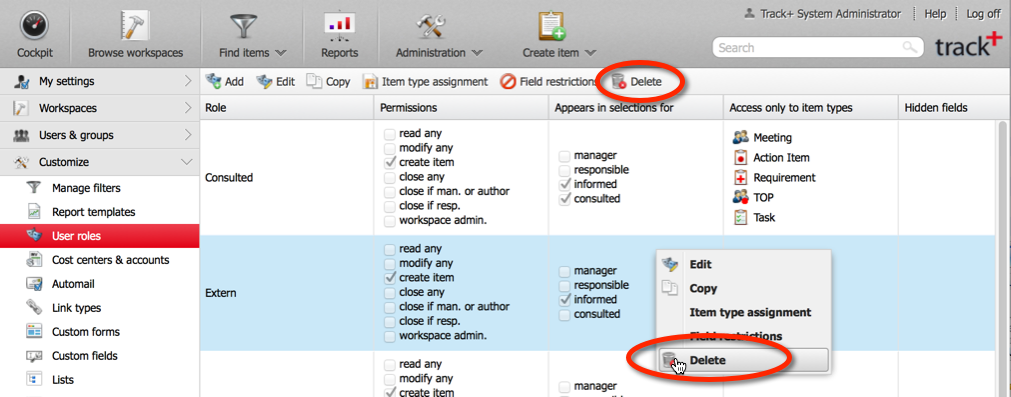 Track+ System Administrator | Help | Log off
Cockpit
Browse workspaces
Find items
Reports
Administration
Create item
Search
track+
My settings
Workspaces
Users & groups
Customize
Manage filters
Report templates
User roles
Cost centers & accounts
Automail
Link types
Custom forms
Custom fields
Lists
Add Edit Copy Item type assignment Field restrictions Delete
Role Permissions Appears in selections for Access only to item types Hidden fields
Consulted
read any
modify any
create item
close any
close if man. or author
close if resp.
workspace admin.
manager
responsible
informed
consulted
Meeting
Action Item
Requirement
TOP
Task
Extern
read any
modify any
create item
close any
close if man. or author
close if resp.
workspace admin.
manager
responsible
informed
consulted
Edit
Copy
Item type assignment
Field restrictions
Delete
read any
modify any
create item
manager
responsible